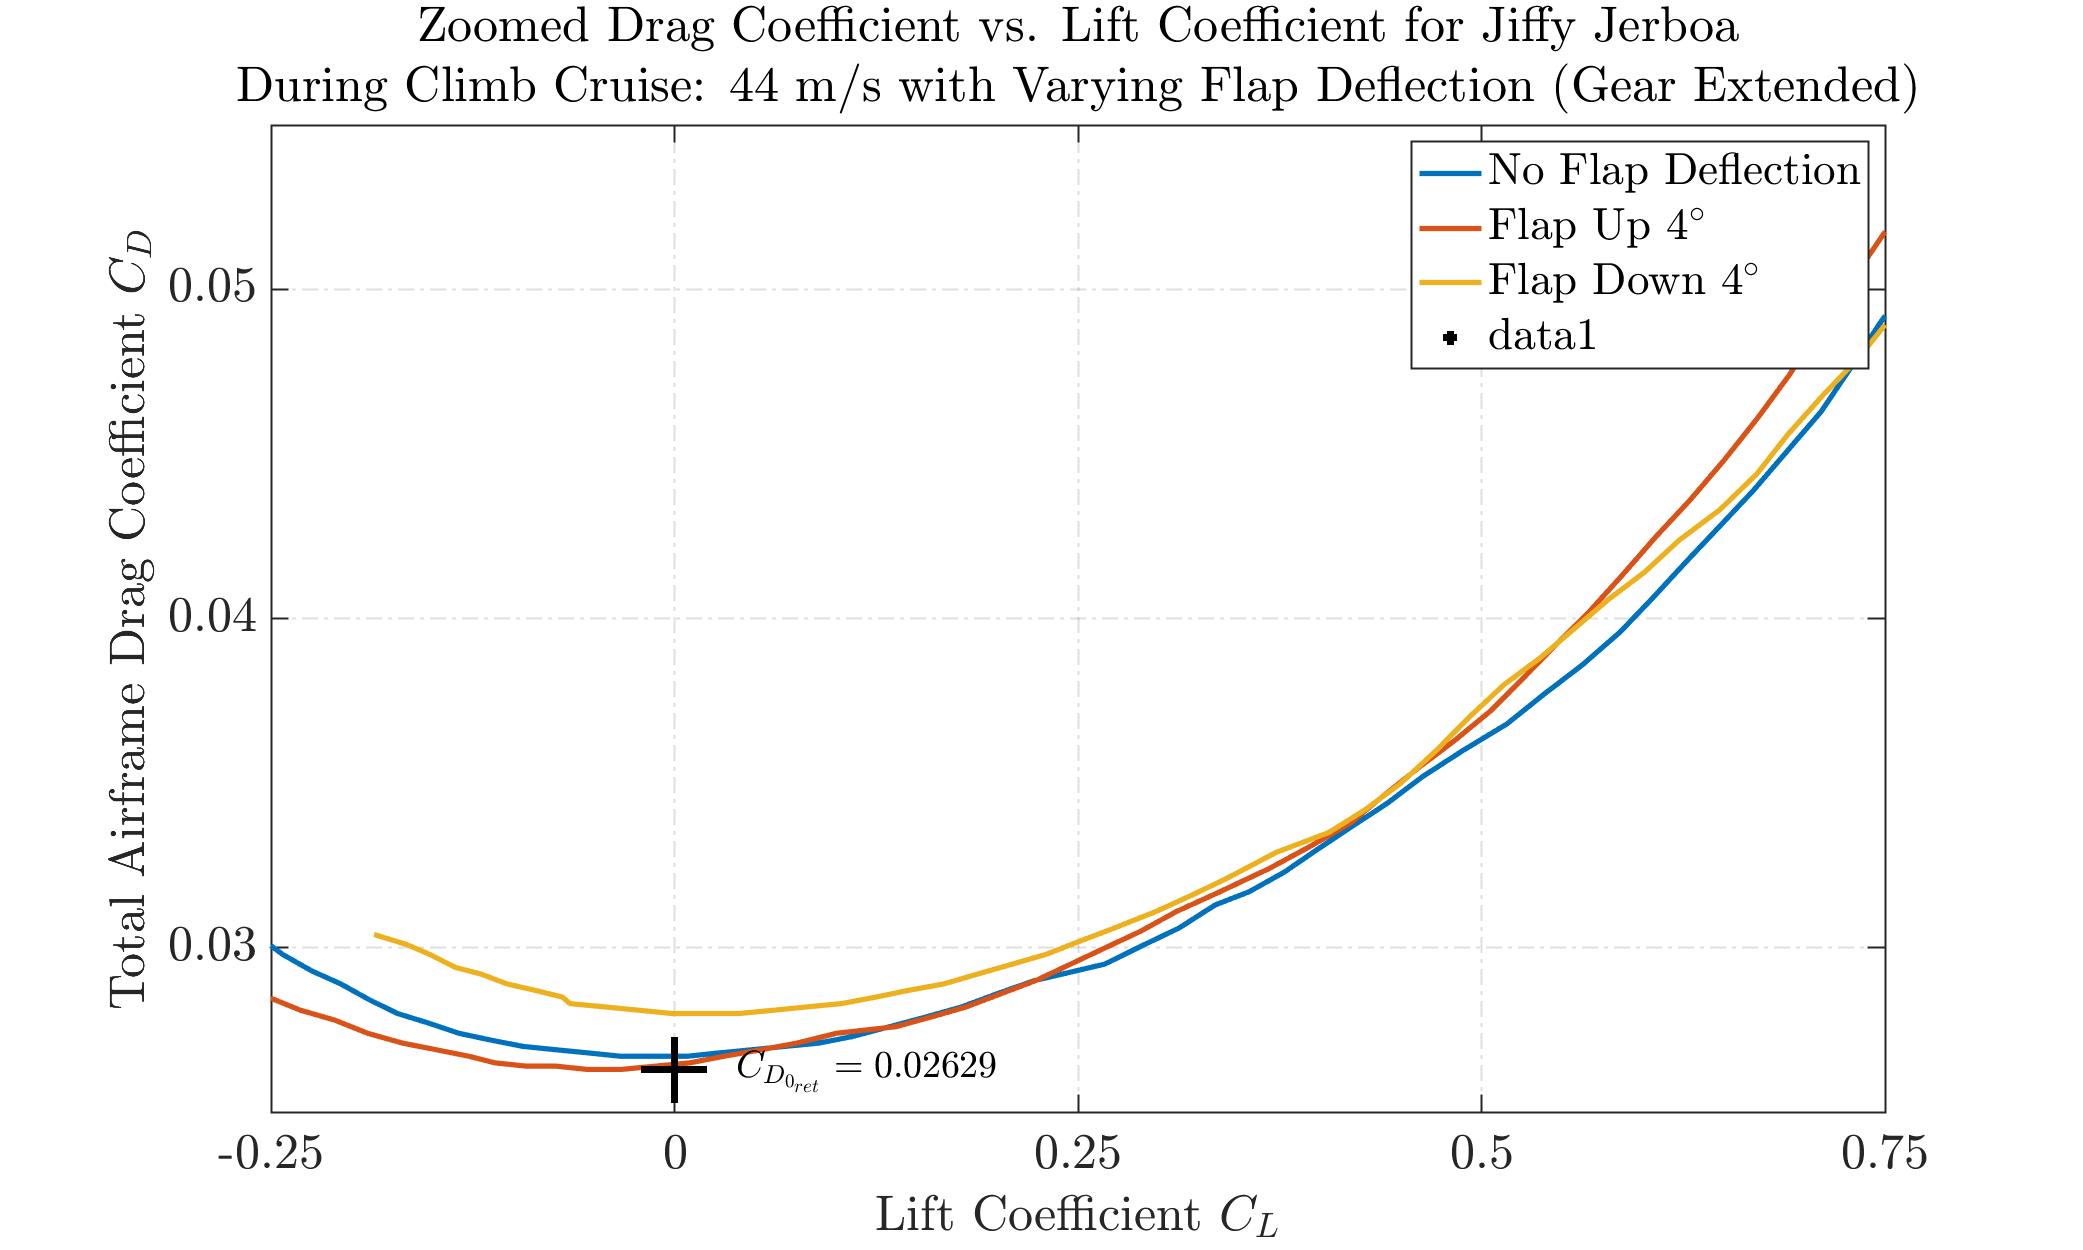 Zoomed Drag Coefficient vs. Lift Coefficient for Jiffy Jerboa
During Climb Cruise: 44 m/s with Varying Flap Deflection (Gear Extended)
No Flap Deflection
Flap Up 4°
Flap Down 4°
data1
Total Airframe Drag Coefficient C_D
0.05
0.04
0.03
C_{D_{0_{ret}}} = 0.02629
-0.25 0 0.25 0.5 0.75
Lift Coefficient C_L